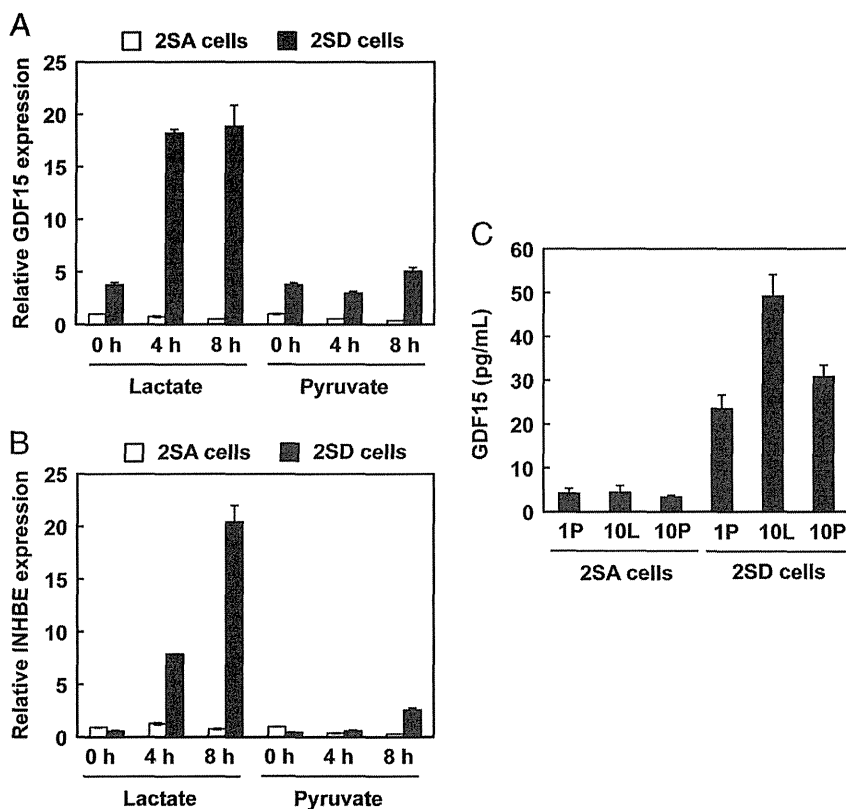 A
2SA cells 2SD cells
Relative GDF15 expression
25
20
15
10
5
0
0 h 4 h 8 h 0 h 4 h 8 h
Lactate Pyruvate
B
2SA cells 2SD cells
Relative INHBE expression
25
20
15
10
5
0
0 h 4 h 8 h 0 h 4 h 8 h
Lactate Pyruvate
C
GDF15 (pg/mL)
60
50
40
30
20
10
0
1P 10L 10P 1P 10L 10P
2SA cells 2SD cells